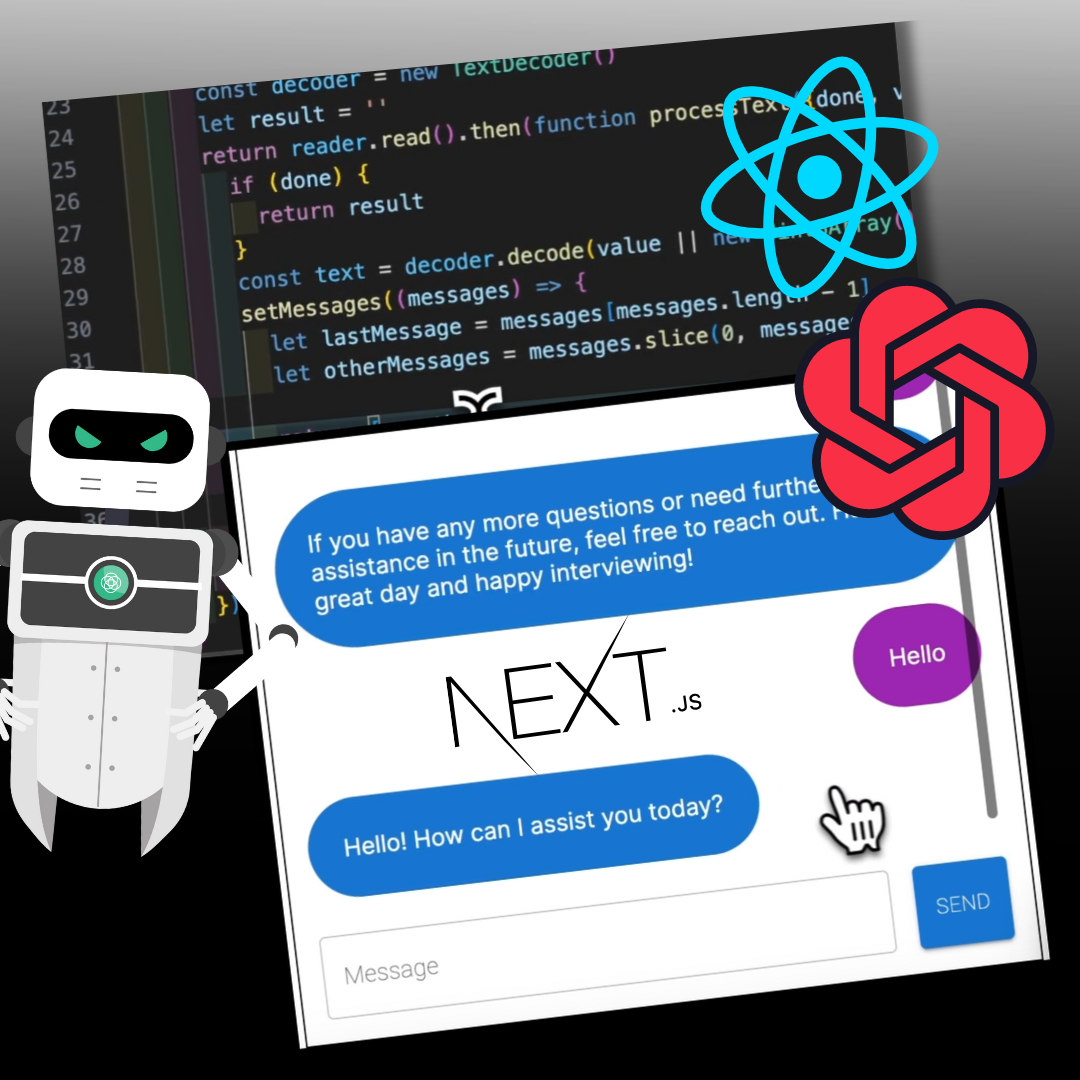 23
const decoder = new TextDecoder()
24
let result = ''
25
return reader.read().then(function processText({done, v
26
if (done) {
27
return result
28
}
29
const text = decoder.decode(value || new
30
setMessages((messages) => {
31
let lastMessage = messages[messages.length - 1]
let otherMessages = messages.slice(0, messages
})
If you have any more questions or need
assistance in the future, feel free to reach out.
great day and happy interviewing!
Hello
NEXT.JS
Hello! How can I assist you today?
Message
SEND